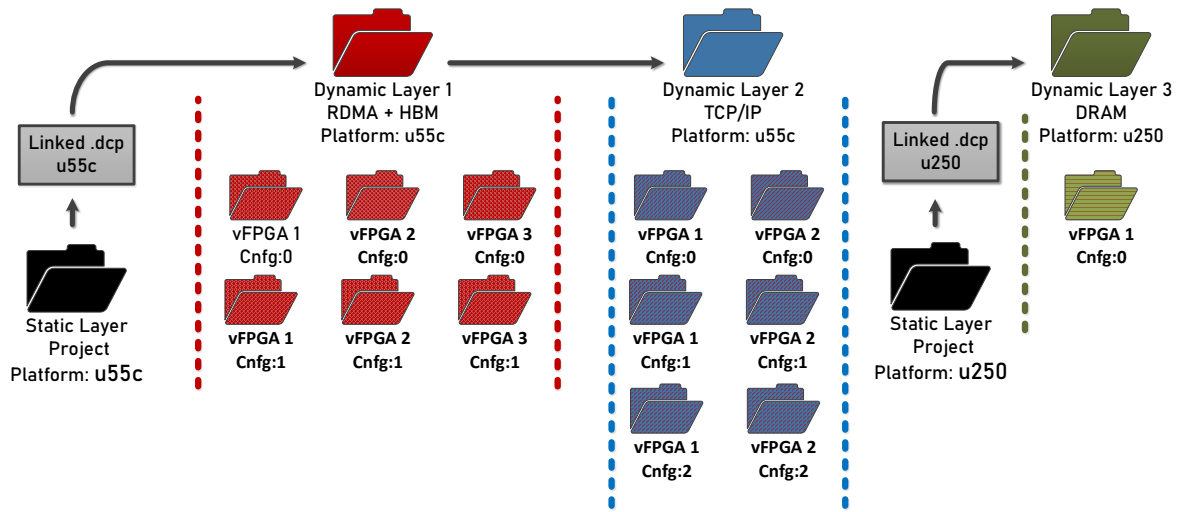 Linked .dcp
u55c
Static Layer
Project
Platform: u55c
Dynamic Layer 1
RDMA + HBM
Platform: u55c
vFPGA 1
Cnfg:0
vFPGA 2
Cnfg:0
vFPGA 3
Cnfg:0
vFPGA 1
Cnfg:1
vFPGA 2
Cnfg:1
vFPGA 3
Cnfg:1
Dynamic Layer 2
TCP/IP
Platform: u55c
vFPGA 1
Cnfg:0
vFPGA 2
Cnfg:0
vFPGA 1
Cnfg:1
vFPGA 2
Cnfg:1
vFPGA 1
Cnfg:2
vFPGA 2
Cnfg:2
Linked .dcp
u250
Static Layer
Project
Platform: u250
Dynamic Layer 3
DRAM
Platform: u250
vFPGA 1
Cnfg:0